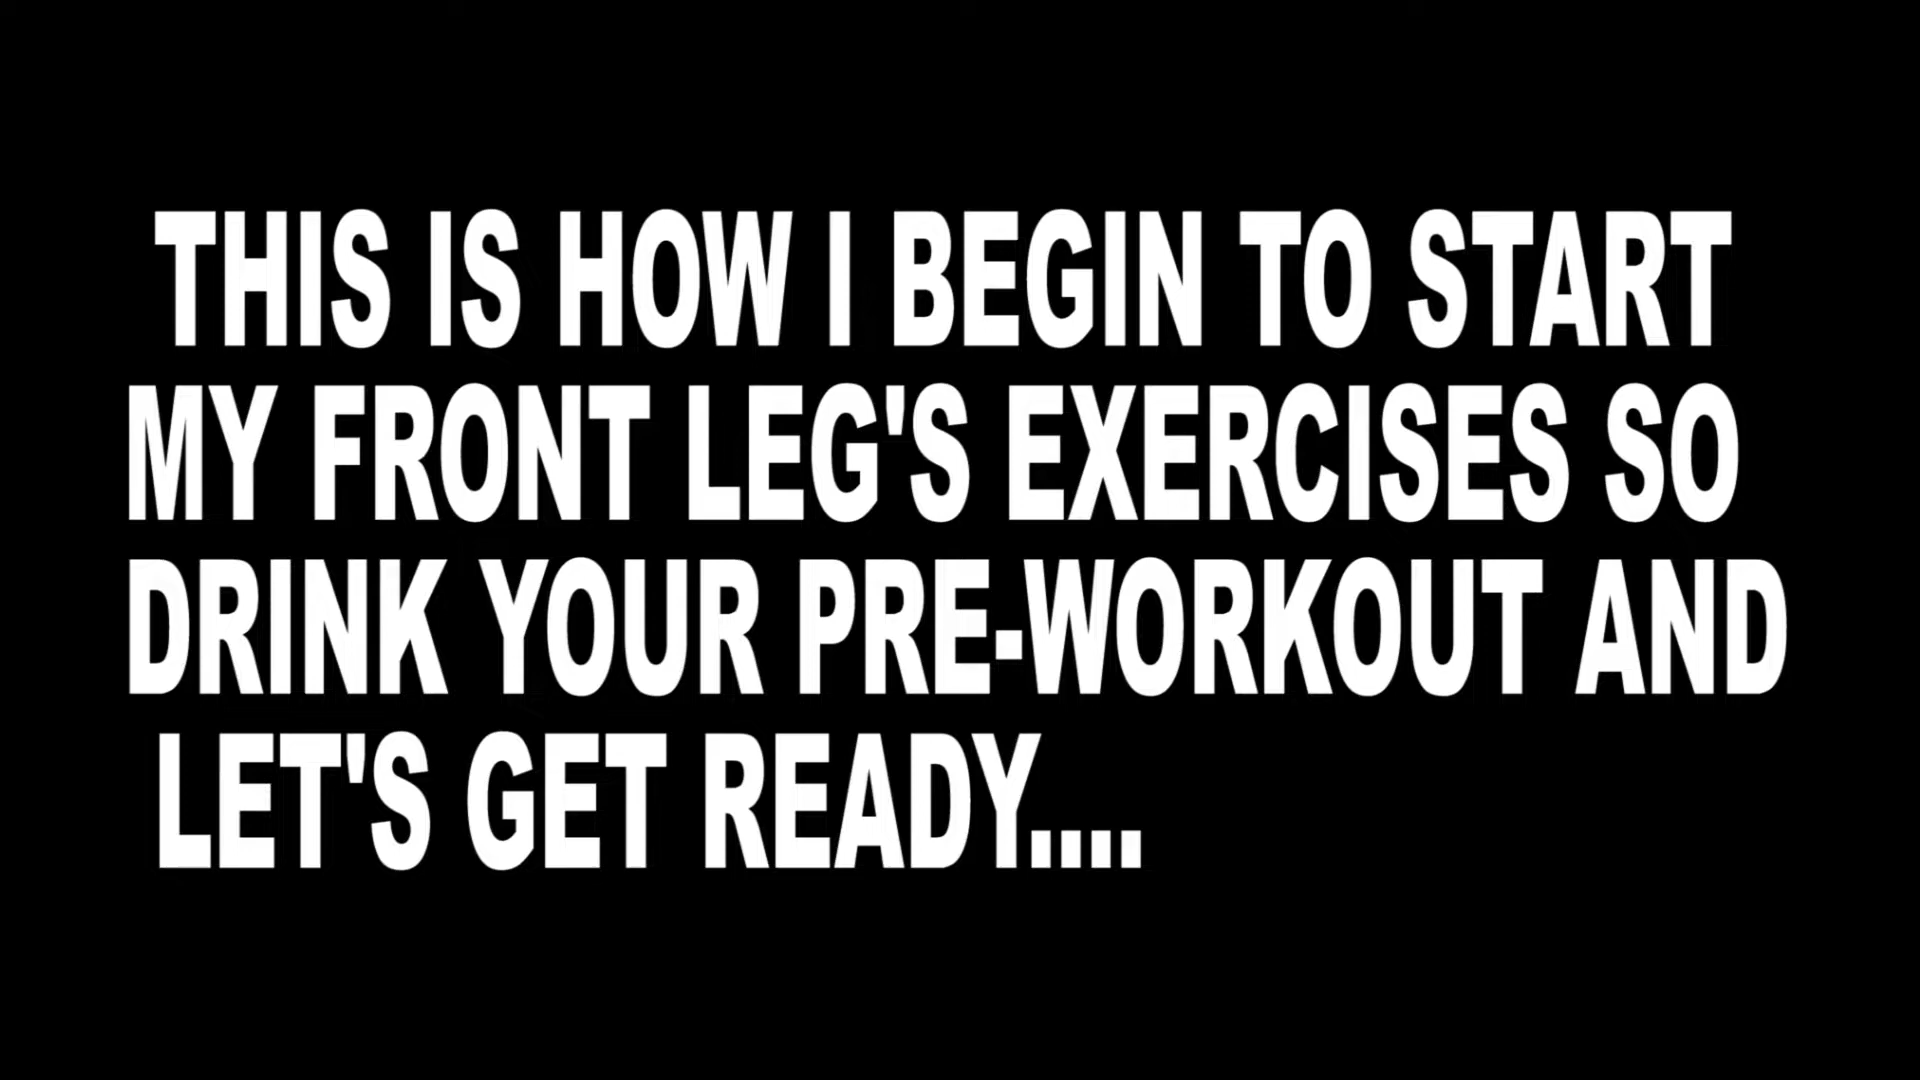 THIS IS HOW I BEGIN TO START
MY FRONT LEG'S EXERCISES SO
DRINK YOUR PRE-WORKOUT AND
LET'S GET READY....